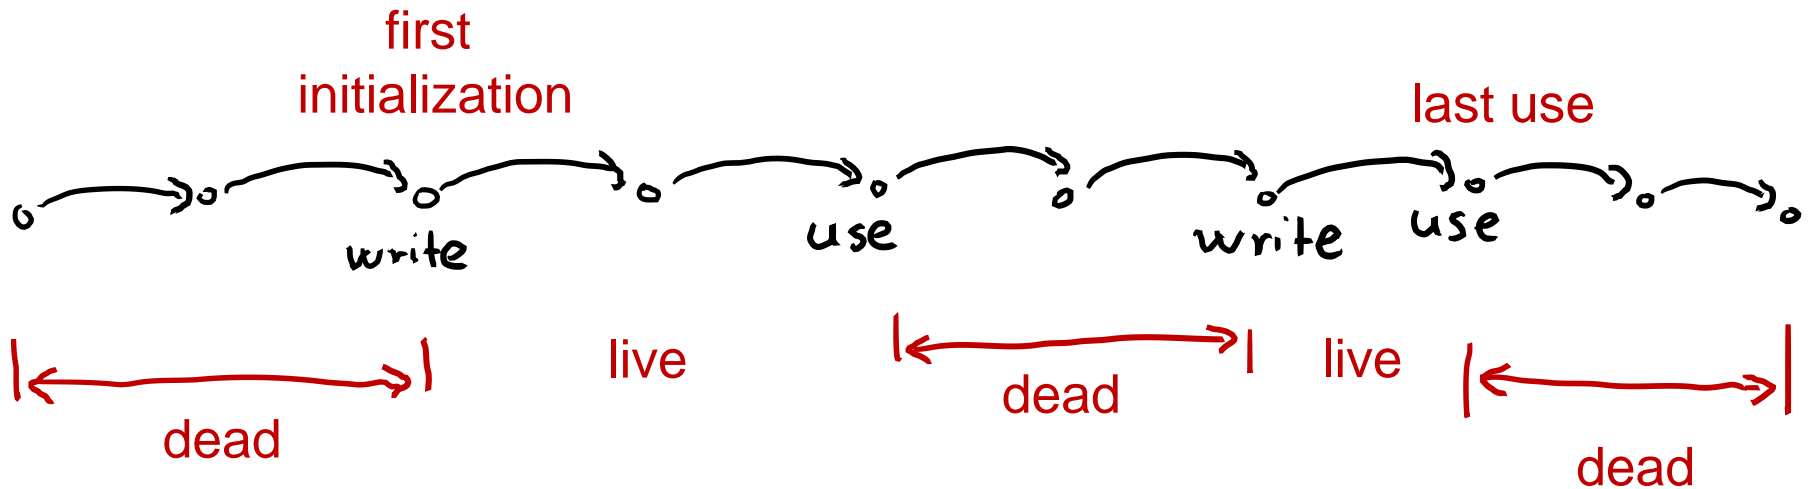 first
initialization
last use
write
use
write
use
live
dead
live
dead
dead